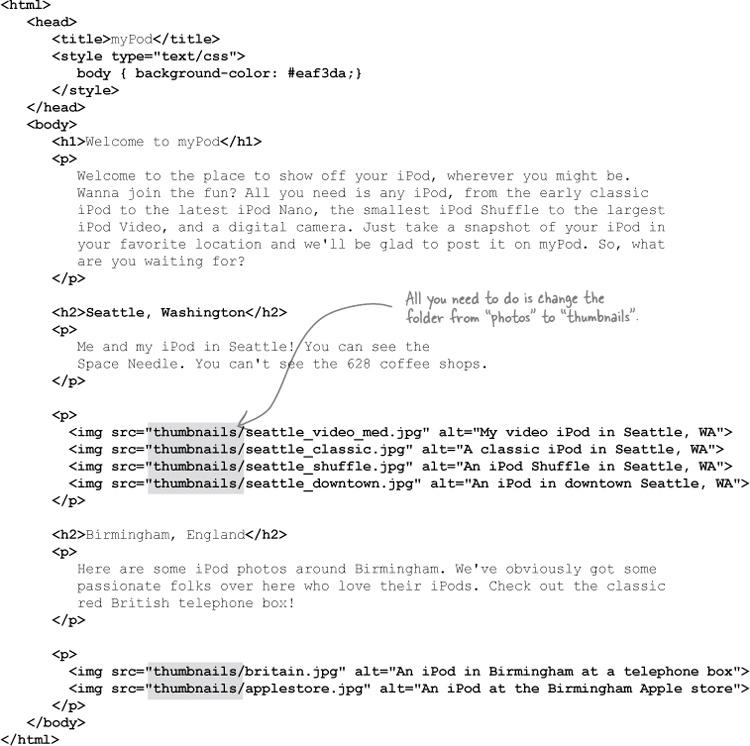 <html>
<head>
<title>myPod</title>
<style type="text/css">
body { background-color: #eaf3da;}
</style>
</head>
<body>
<h1>Welcome to myPod</h1>
<p>
Welcome to the place to show off your iPod, wherever you might be.
Wanna join the fun? All you need is any iPod, from the early classic
iPod to the latest iPod Nano, the smallest iPod Shuffle to the largest
iPod Video, and a digital camera. Just take a snapshot of your iPod in
your favorite location and we'll be glad to post it on myPod. So, what
are you waiting for?
</p>
<h2>Seattle, Washington</h2>
All you need to do is change the
folder from "photos" to "thumbnails".
<p>
Me and my iPod in Seattle! You can see the
Space Needle. You can't see the 628 coffee shops.
</p>
<p>
<img src="thumbnails/seattle_video_med.jpg" alt="My video iPod in Seattle, WA">
<img src="thumbnails/seattle_classic.jpg" alt="A classic iPod in Seattle, WA">
<img src="thumbnails/seattle_shuffle.jpg" alt="An iPod Shuffle in Seattle, WA">
<img src="thumbnails/seattle_downtown.jpg" alt="An iPod in downtown Seattle, WA">
</p>
<h2>Birmingham, England</h2>
<p>
Here are some iPod photos around Birmingham. We've obviously got some
passionate folks over here who love their iPods. Check out the classic
red British telephone box!
</p>
<p>
<img src="thumbnails/britain.jpg" alt="An iPod in Birmingham at a telephone box">
<img src="thumbnails/applestore.jpg" alt="An iPod at the Birmingham Apple store">
</p>
</body>
</html>